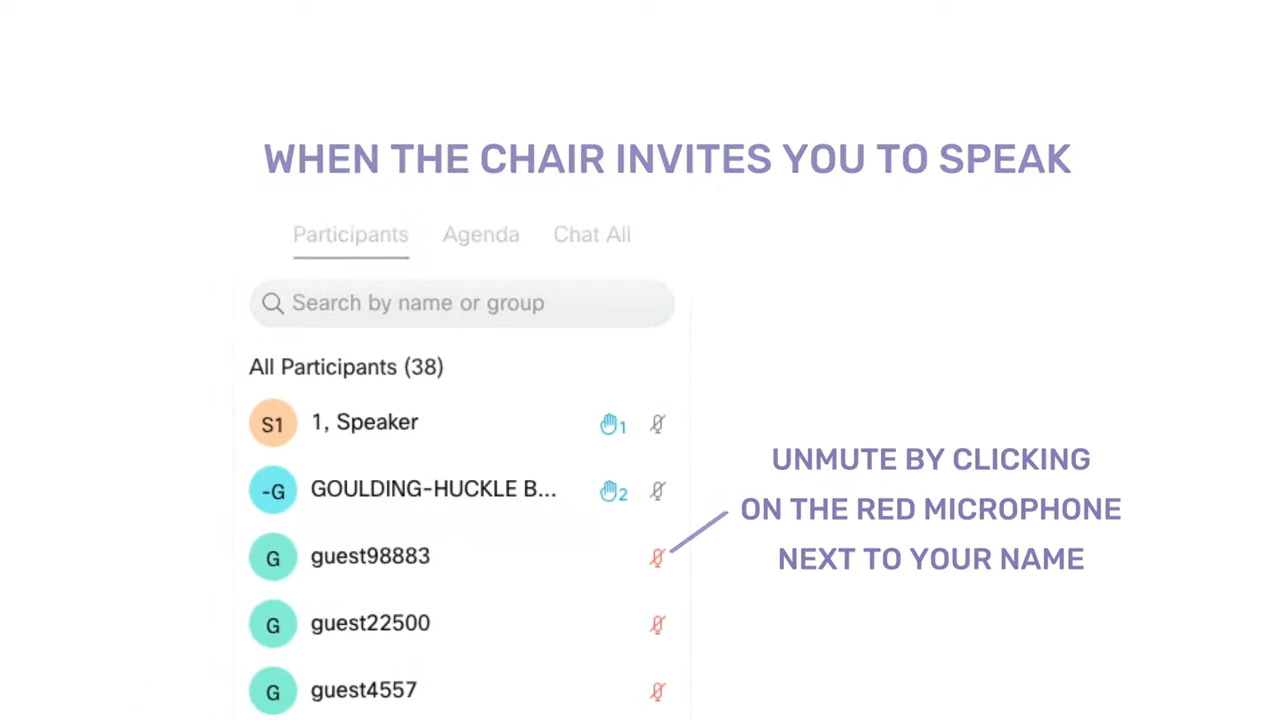 WHEN THE CHAIR INVITES YOU TO SPEAK
Participants Agenda Chat All
Search by name or group
All Participants (38)
S1 1, Speaker 1
-G GOULDING-HUCKLE B... 2
G guest98883
G guest22500
G guest4557
UNMUTE BY CLICKING
ON THE RED MICROPHONE
NEXT TO YOUR NAME